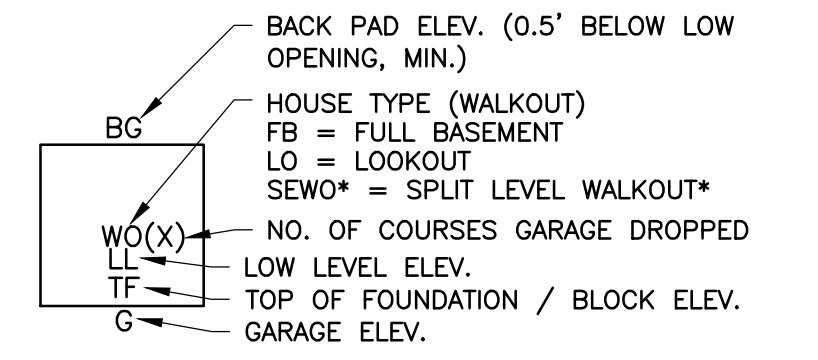 BACK PAD ELEV. (0.5' BELOW LOW
OPENING, MIN.)
BG
HOUSE TYPE (WALKOUT)
FB = FULL BASEMENT
LO = LOOKOUT
SEWO* = SPLIT LEVEL WALKOUT*
WO(X)
NO. OF COURSES GARAGE DROPPED
LL
LOW LEVEL ELEV.
TF
TOP OF FOUNDATION / BLOCK ELEV.
G
GARAGE ELEV.